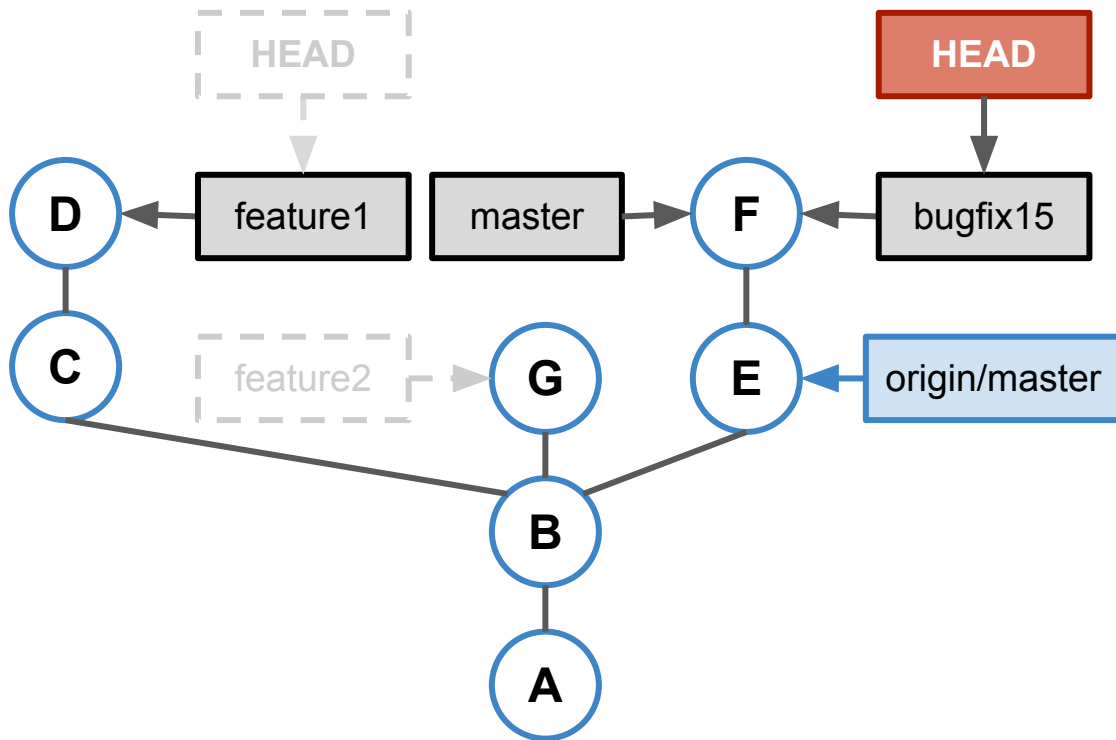 HEAD
HEAD
D
feature1
master
F
bugfix15
C
feature2
G
E
origin/master
B
A